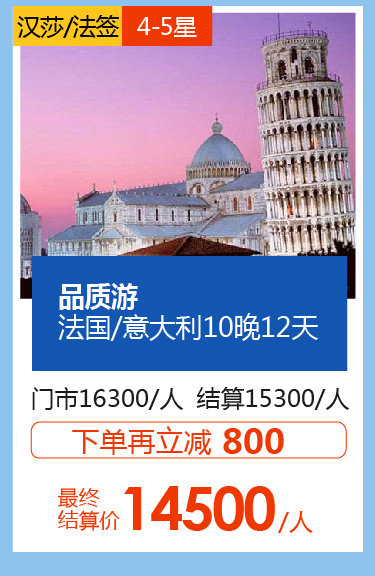 汉莎/法签 4-5星
品质游
法国/意大利10晚12天
门市16300/人 结算15300/人
下单再立减 800
最终
结算价 14500/人